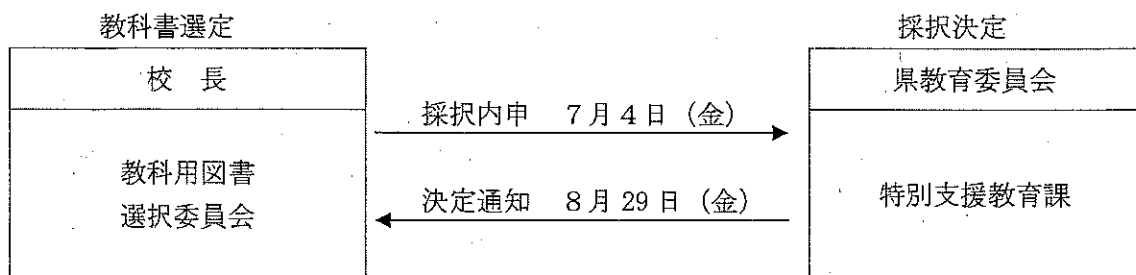 教科書選定
採択決定
校 長
県教育委員会
採択内申 7月4日(金)
教科用図書
選択委員会
決定通知 8月29日(金)
特別支援教育課